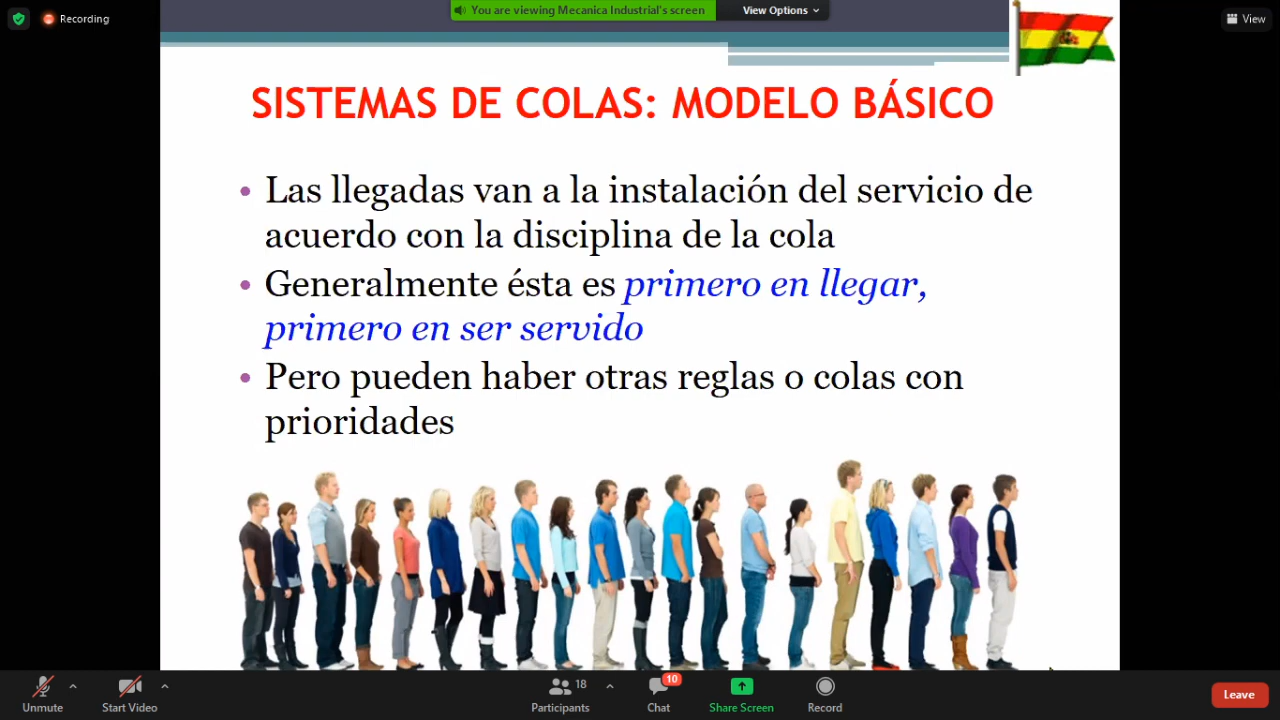 Recording
You are viewing Mecanica Industrial's screen
View Options
View
SISTEMAS DE COLAS: MODELO BÁSICO
• Las llegadas van a la instalación del servicio de
acuerdo con la disciplina de la cola
• Generalmente ésta es primero en llegar,
primero en ser servido
• Pero pueden haber otras reglas o colas con
prioridades
Unmute
Start Video
18
Participants
10
Chat
Share Screen
Record
Leave